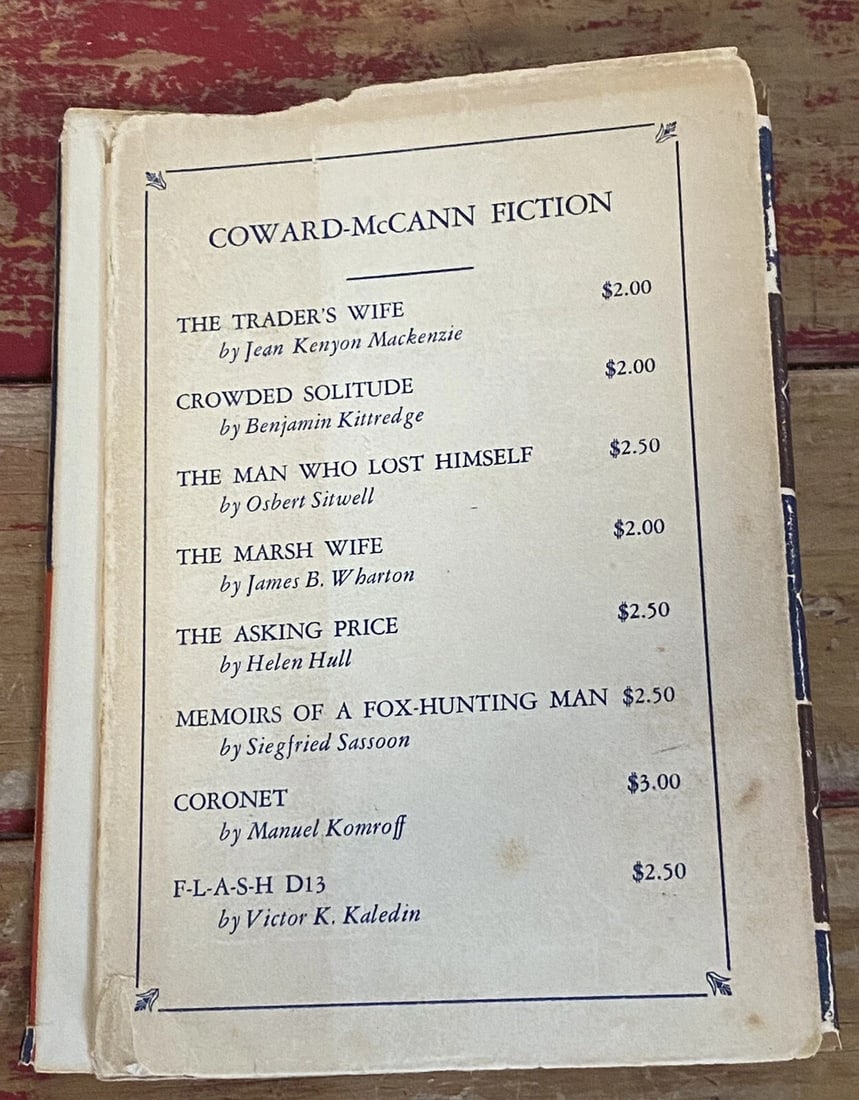 COWARD-McCANN FICTION
THE TRADER'S WIFE $2.00
by Jean Kenyon Mackenzie
CROWDED SOLITUDE $2.00
by Benjamin Kittredge
THE MAN WHO LOST HIMSELF $2.50
by Osbert Sitwell
THE MARSH WIFE $2.00
by James B. Wharton
THE ASKING PRICE $2.50
by Helen Hull
MEMOIRS OF A FOX-HUNTING MAN $2.50
by Siegfried Sassoon
CORONET $3.00
by Manuel Komroff
F-L-A-S-H D13 $2.50
by Victor K. Kaledin